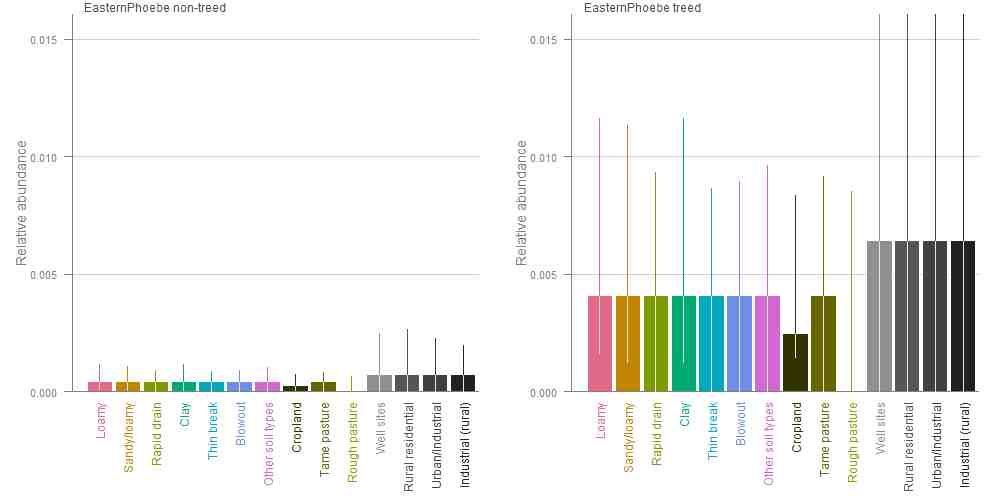 EasternPhoebe non-treed
Relative abundance
0.015
0.010
0.005
0.000
Loamy
Sandy/loamy
Rapid drain
Clay
Thin break
Blowout
Other soil types
Cropland
Tame pasture
Rough pasture
Well sites
Rural residential
Urban/Industrial
Industrial (rural)
EasternPhoebe treed
Relative abundance
0.015
0.010
0.005
0.000
Loamy
Sandy/loamy
Rapid drain
Clay
Thin break
Blowout
Other soil types
Cropland
Tame pasture
Rough pasture
Well sites
Rural residential
Urban/Industrial
Industrial (rural)